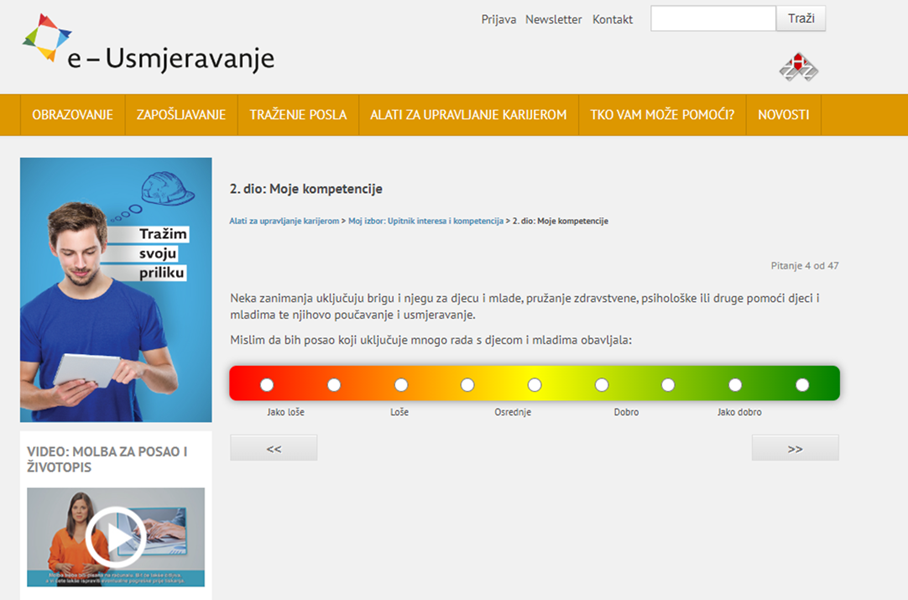 Prijava Newsletter Kontakt Traži
e – Usmjeravanje
OBRAZOVANJE ZAPOŠLJAVANJE TRAŽENJE POSLA ALATI ZA UPRAVLJANJE KARIJEROM TKO VAM MOŽE POMOĆI? NOVOSTI
Tražim
svoju
priliku
VIDEO: MOLBA ZA POSAO I
ŽIVOTOPIS
2. dio: Moje kompetencije
Alati za upravljanje karijerom > Moj izbor: Upitnik interesa i kompetencija > 2. dio: Moje kompetencije
Pitanje 4 od 47
Neka zanimanja uključuju brigu i njegu za djecu i mlade, pružanje zdravstvene, psihološke ili druge pomoći djeci i
mladima te njihovo poučavanje i usmjeravanje.
Mislim da bih posao koji uključuje mnogo rada s djecom i mladima obavljala:
Jako loše Loše Osrednje Dobro Jako dobro
<< >>